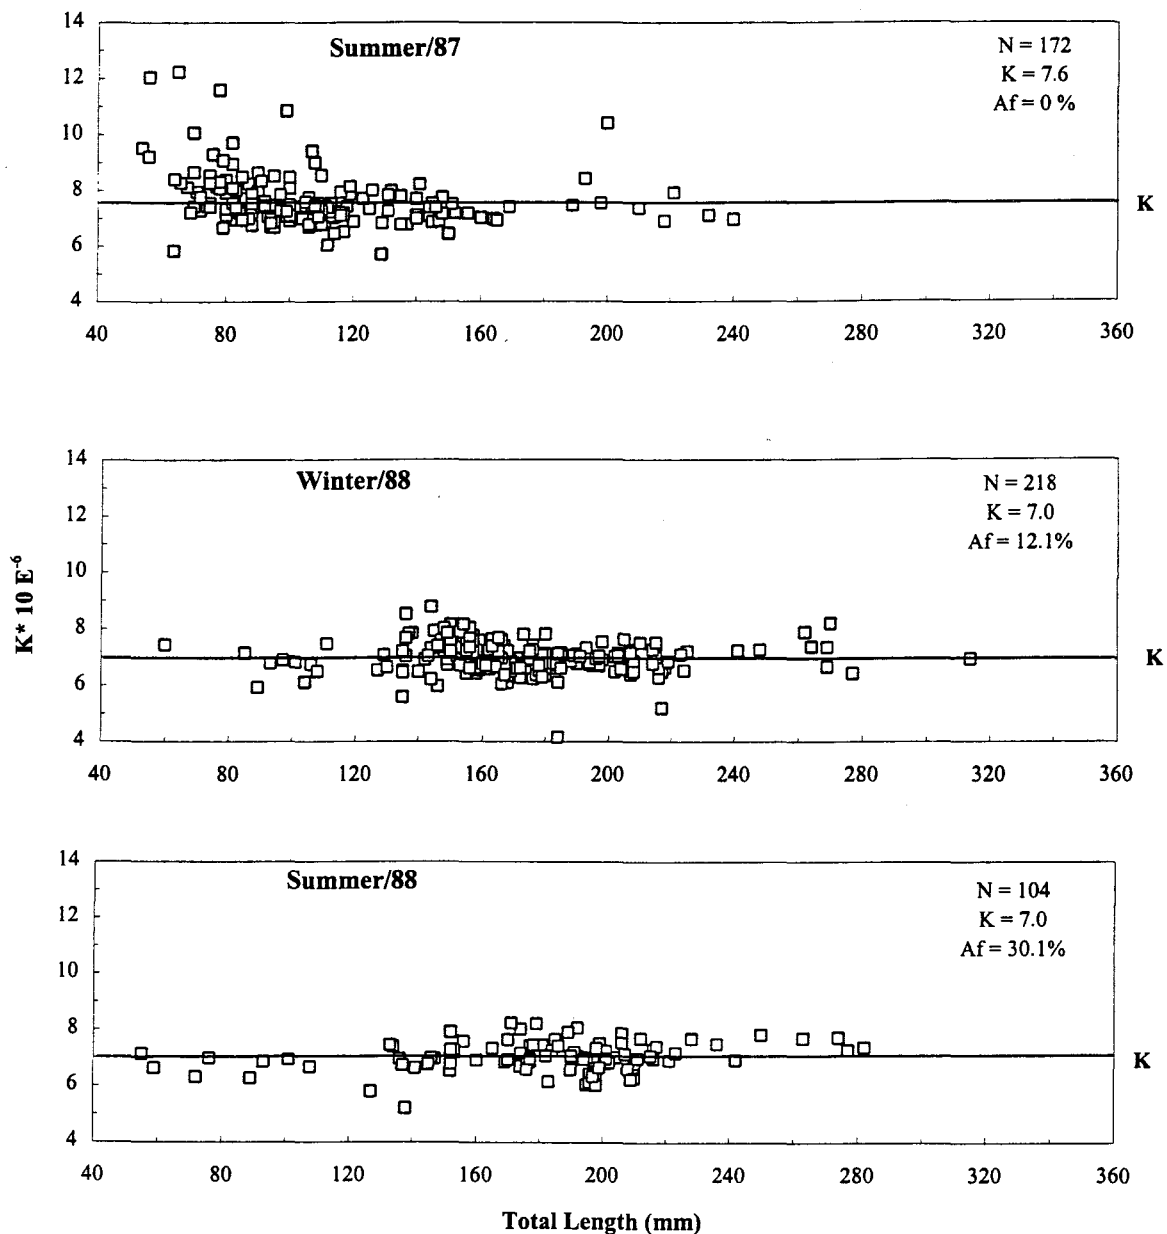 14
12
10
8
6
4
Summer/87
N = 172
K = 7.6
Af = 0 %
K
40 80 120 160 200 240 280 320 360
K* 10 E-6
14
12
10
8
6
4
Winter/88
N = 218
K = 7.0
Af = 12.1%
K
40 80 120 160 200 240 280 320 360
14
12
10
8
6
4
Summer/88
N = 104
K = 7.0
Af = 30.1%
K
40 80 120 160 200 240 280 320 360
Total Length (mm)